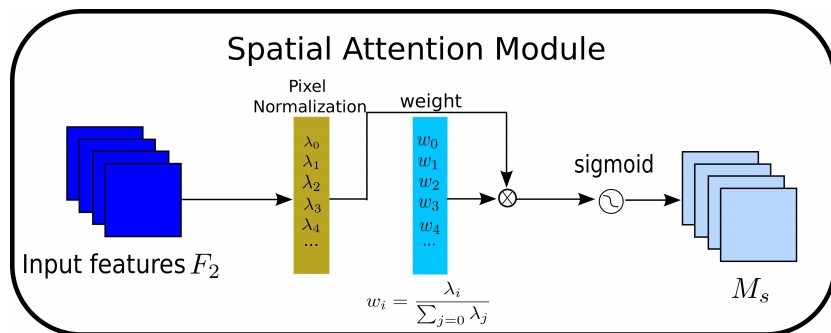 Spatial Attention Module
Pixel
Normalization
weight
λ₀
λ₁
λ₂
λ₃
λ₄
...
w₀
w₁
w₂
w₃
w₄
...
sigmoid
Input features F₂
Mₛ
wᵢ = λᵢ / ∑ⱼ₌₀ λⱼ